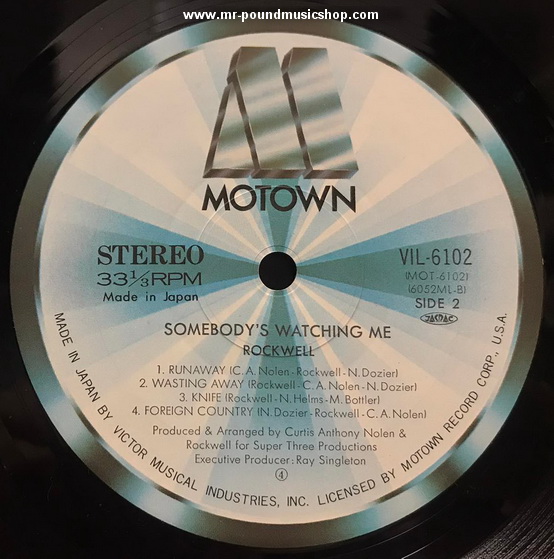 www.mr-poundmusicshop.com
MOTOWN
STEREO
33⅓RPM
Made in Japan
VIL-6102
(MOT-6102)
(6052ML-B)
SIDE 2
JASRAC
SOMEBODY'S WATCHING ME
ROCKWELL
1. RUNAWAY (C.A.Nolen-Rockwell-N.Dozier)
2. WASTING AWAY (Rockwell-C.A.Nolen-N.Dozier)
3. KNIFE (Rockwell-N.Helms-M.Bottler)
4. FOREIGN COUNTRY (N.Dozier-Rockwell-C.A.Nolen)
Produced & Arranged by Curtis Anthony Nolen &
Rockwell for Super Three Productions
Executive Producer: Ray Singleton
④
MADE IN JAPAN BY VICTOR MUSICAL INDUSTRIES, INC. LICENSED BY MOTOWN RECORD CORP., U.S.A.